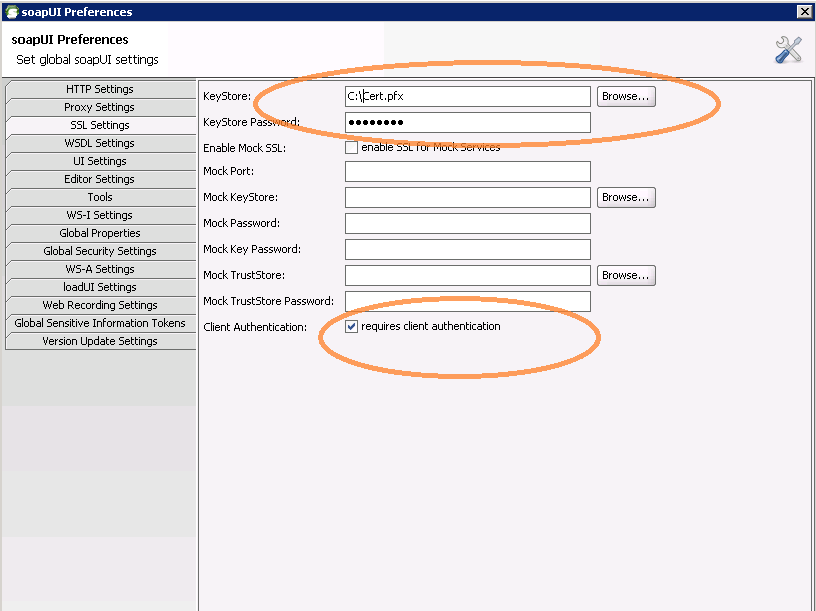 soapUI Preferences
soapUI Preferences
Set global soapUI settings
HTTP Settings
Proxy Settings
SSL Settings
WSDL Settings
UI Settings
Editor Settings
Tools
WS-I Settings
Global Properties
Global Security Settings
WS-A Settings
loadUI Settings
Web Recording Settings
Global Sensitive Information Tokens
Version Update Settings
KeyStore: C:\Cert.pfx Browse...
KeyStore Password: ●●●●●●●●
Enable Mock SSL: enable SSL for Mock Services
Mock Port:
Mock KeyStore: Browse...
Mock Password:
Mock Key Password:
Mock TrustStore: Browse...
Mock TrustStore Password:
Client Authentication: requires client authentication